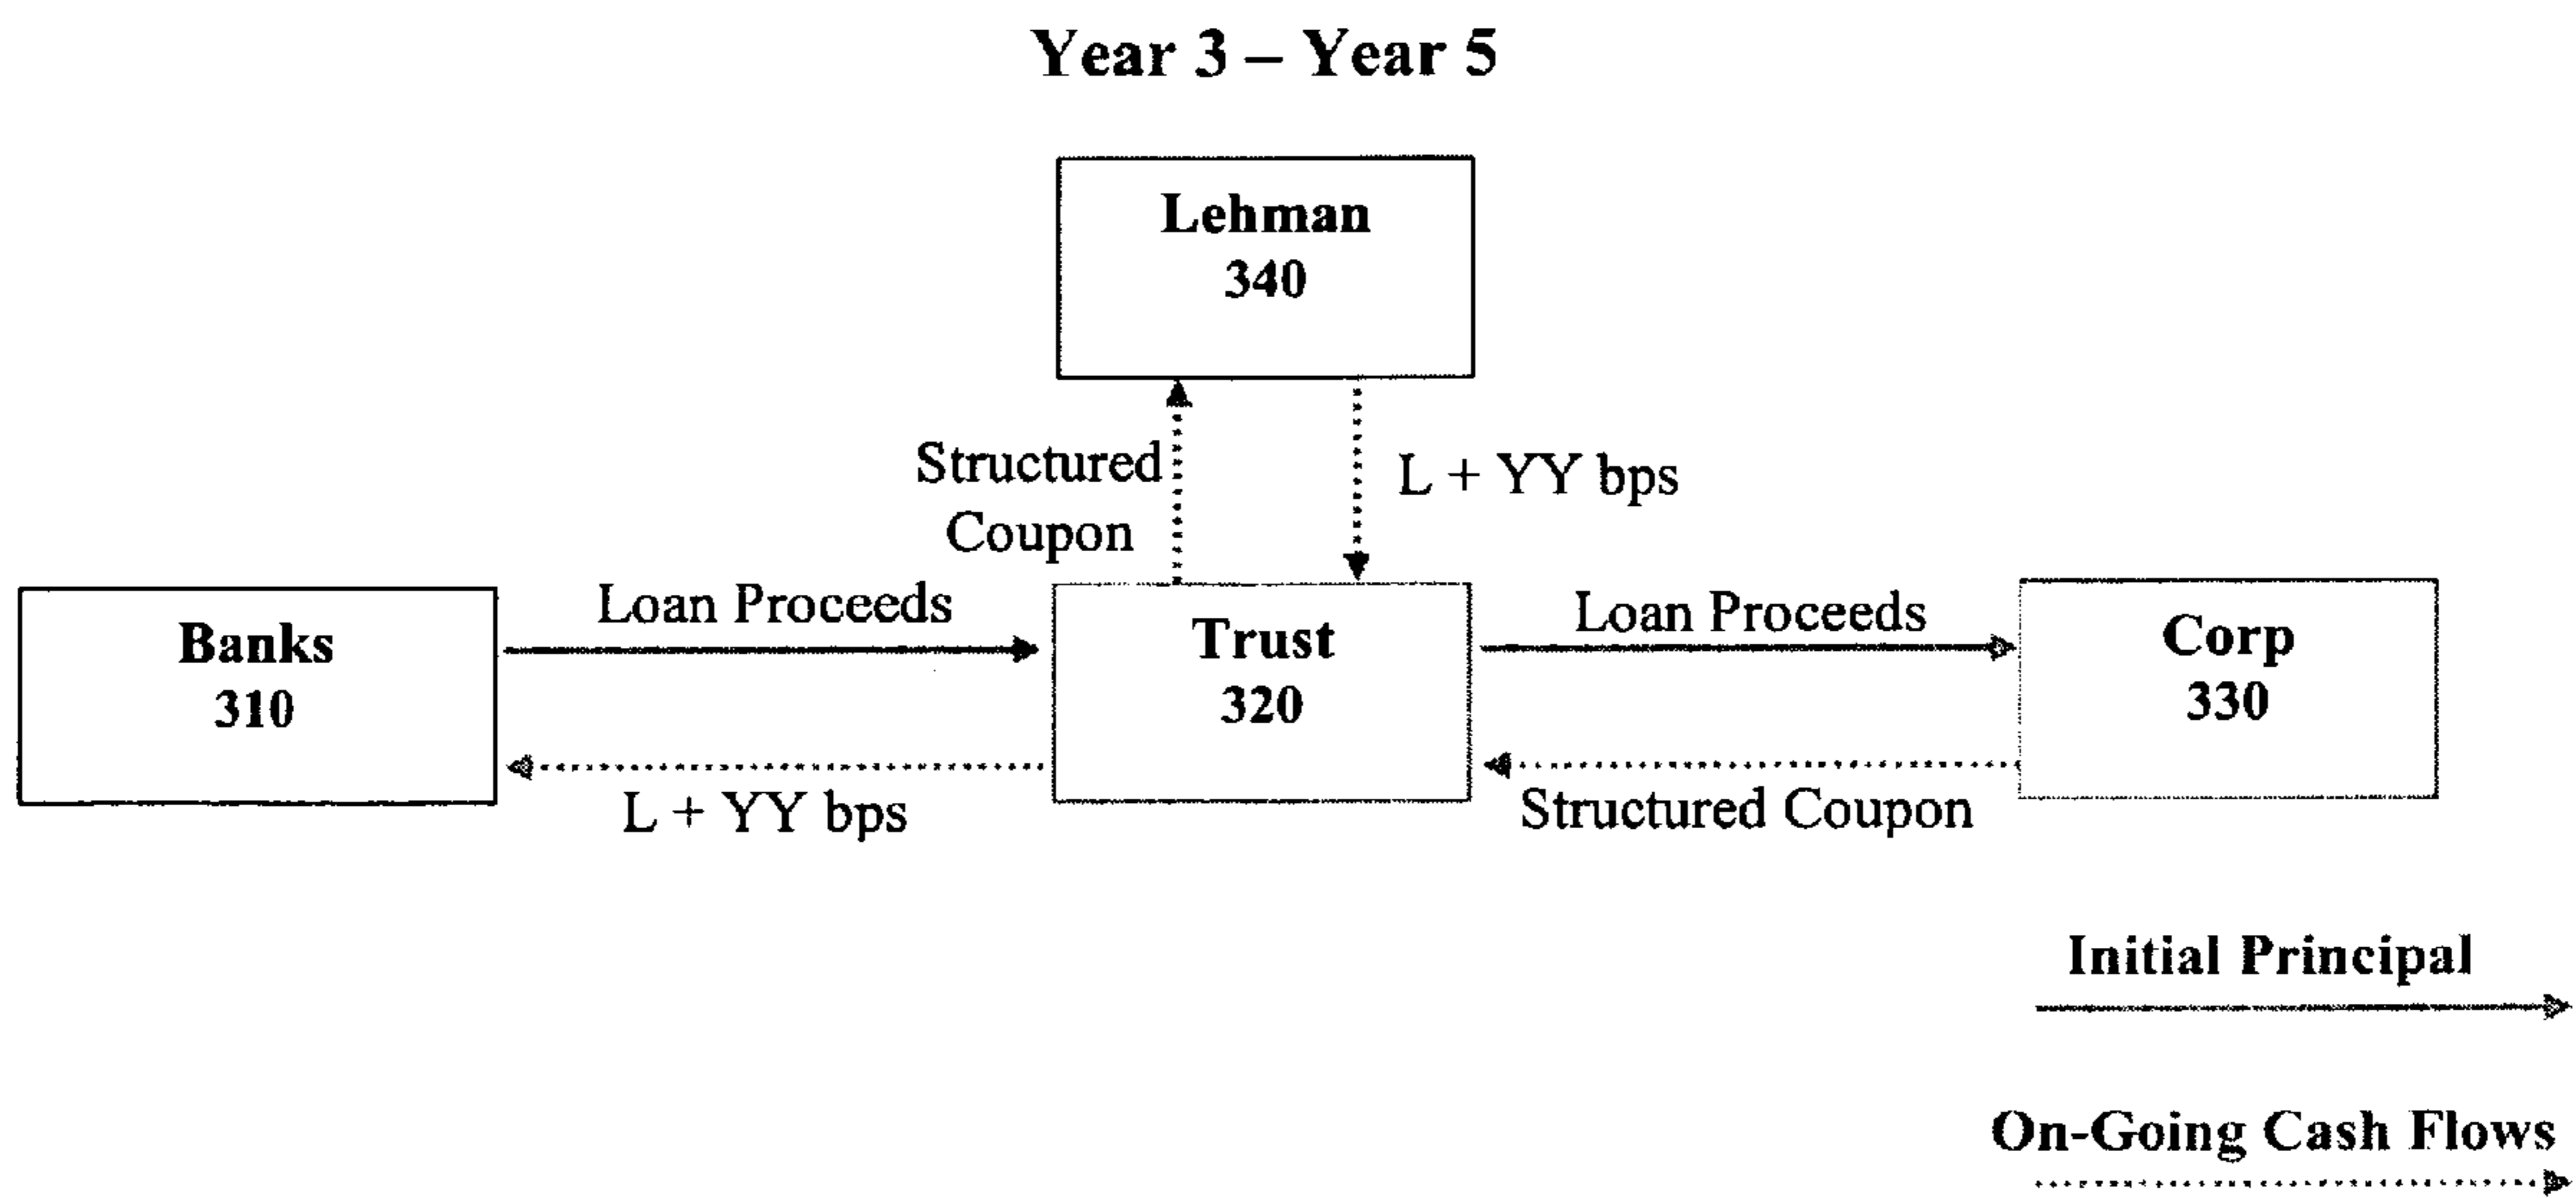 Year 3 – Year 5
Lehman
340
Structured
Coupon
L + YY bps
Banks
310
Loan Proceeds
Trust
320
Loan Proceeds
Corp
330
L + YY bps
Structured Coupon
Initial Principal
On-Going Cash Flows